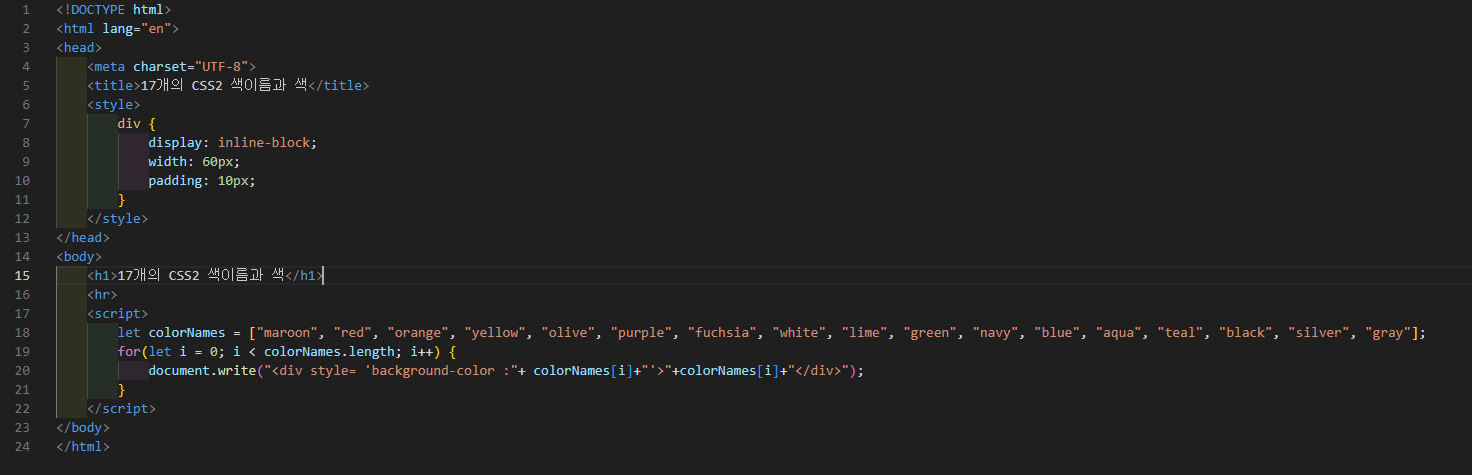 1 <!DOCTYPE html>
2 <html lang="en">
3 <head>
4     <meta charset="UTF-8">
5     <title>17개의 CSS2 색이름과 색</title>
6     <style>
7         div {
8             display: inline-block;
9             width: 60px;
10             padding: 10px;
11         }
12     </style>
13 </head>
14 <body>
15     <h1>17개의 CSS2 색이름과 색</h1>
16     <hr>
17     <script>
18         let colorNames = ["maroon", "red", "orange", "yellow", "olive", "purple", "fuchsia", "white", "lime", "green", "navy", "blue", "aqua", "teal", "black", "silver", "gray"];
19         for(let i = 0; i < colorNames.length; i++) {
20             document.write("<div style= 'background-color :"+ colorNames[i]+"'>"+colorNames[i]+"</div>");
21         }
22     </script>
23 </body>
24 </html>